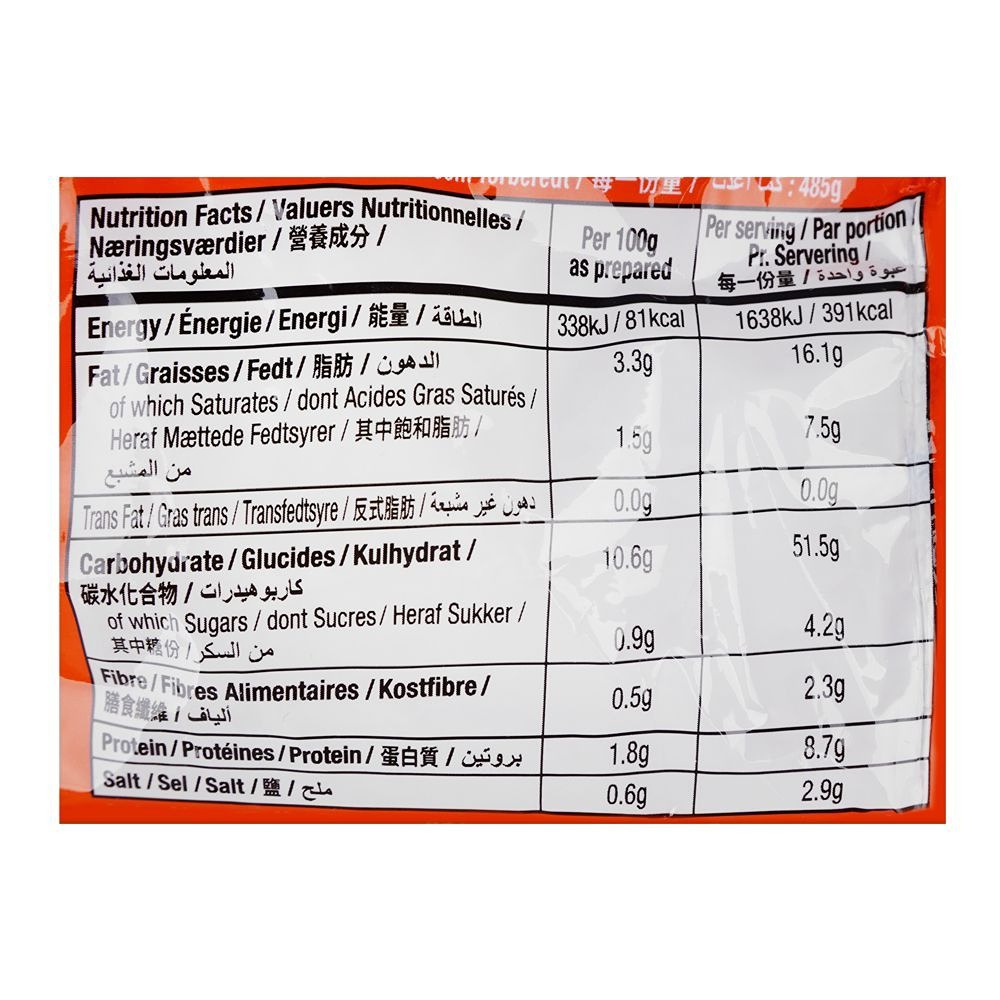 每一份量 / : 485g
Nutrition Facts / Valuers Nutritionnelles /
Næringsværdier / 營養成分 /
المعلومات الغذائية
Per 100g
as prepared
Per serving / Par portion /
Pr. Servering /
每一份量 / عبوة واحدة
Energy / Énergie / Energi / 能量 / الطاقة
338kJ / 81kcal
1638kJ / 391kcal
Fat / Graisses / Fedt / 脂肪 / الدهون
3.3g
16.1g
of which Saturates / dont Acides Gras Saturés /
Heraf Mættede Fedtsyrer / 其中飽和脂肪 /
من المشبع
1.5g
7.5g
Trans Fat / Gras trans / Transfedtsyre / 反式脂肪 / دهون غير مشبعة
0.0g
0.0g
Carbohydrate / Glucides / Kulhydrat /
碳水化合物 / كاربوهيدرات
10.6g
51.5g
of which Sugars / dont Sucres / Heraf Sukker /
其中糖份 / من السكر
0.9g
4.2g
Fibre / Fibres Alimentaires / Kostfibre /
膳食纖維 / ألياف
0.5g
2.3g
Protein / Protéines / Protein / 蛋白質 / بروتين
1.8g
8.7g
Salt / Sel / Salt / 鹽 / ملح
0.6g
2.9g